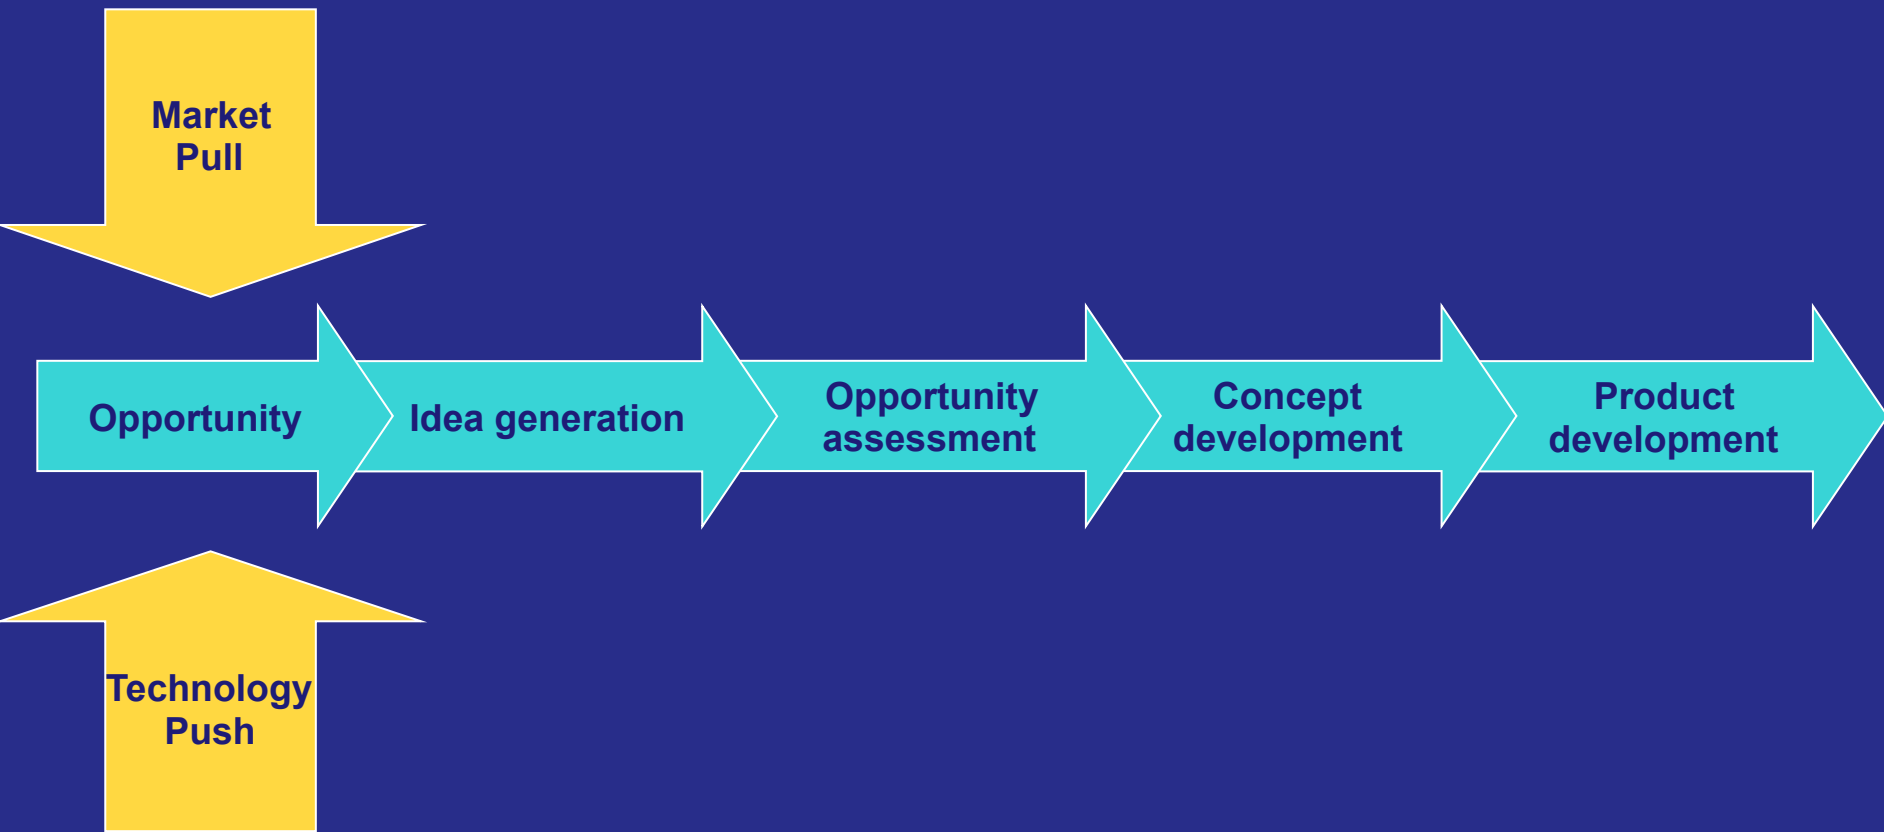 Market
Pull
Opportunity
Idea generation
Opportunity
assessment
Concept
development
Product
development
Technology
Push